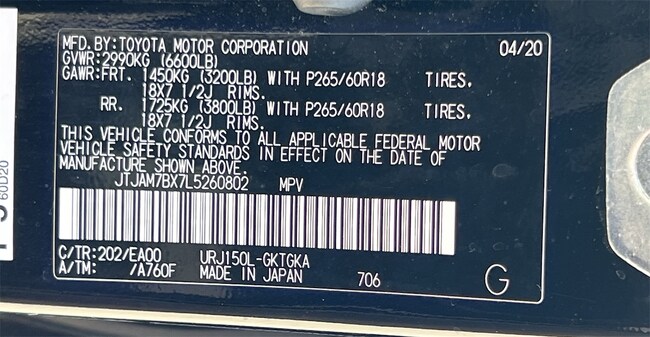 MFD.BY:TOYOTA MOTOR CORPORATION 04/20
GVWR:2990KG (6600LB)
GAWR:FRT. 1450KG (3200LB) WITH P265/60R18 TIRES,
18X7 1/2J RIMS.
RR. 1725KG (3800LB) WITH P265/60R18 TIRES,
18X7 1/2J RIMS.
THIS VEHICLE CONFORMS TO ALL APPLICABLE FEDERAL MOTOR
VEHICLE SAFETY STANDARDS IN EFFECT ON THE DATE OF
MANUFACTURE SHOWN ABOVE.
JTJAM7BX7L5260802 MPV
C/TR:202/EA00 URJ150L-GKTGKA
A/TM: /A760F MADE IN JAPAN 706 G
60D20